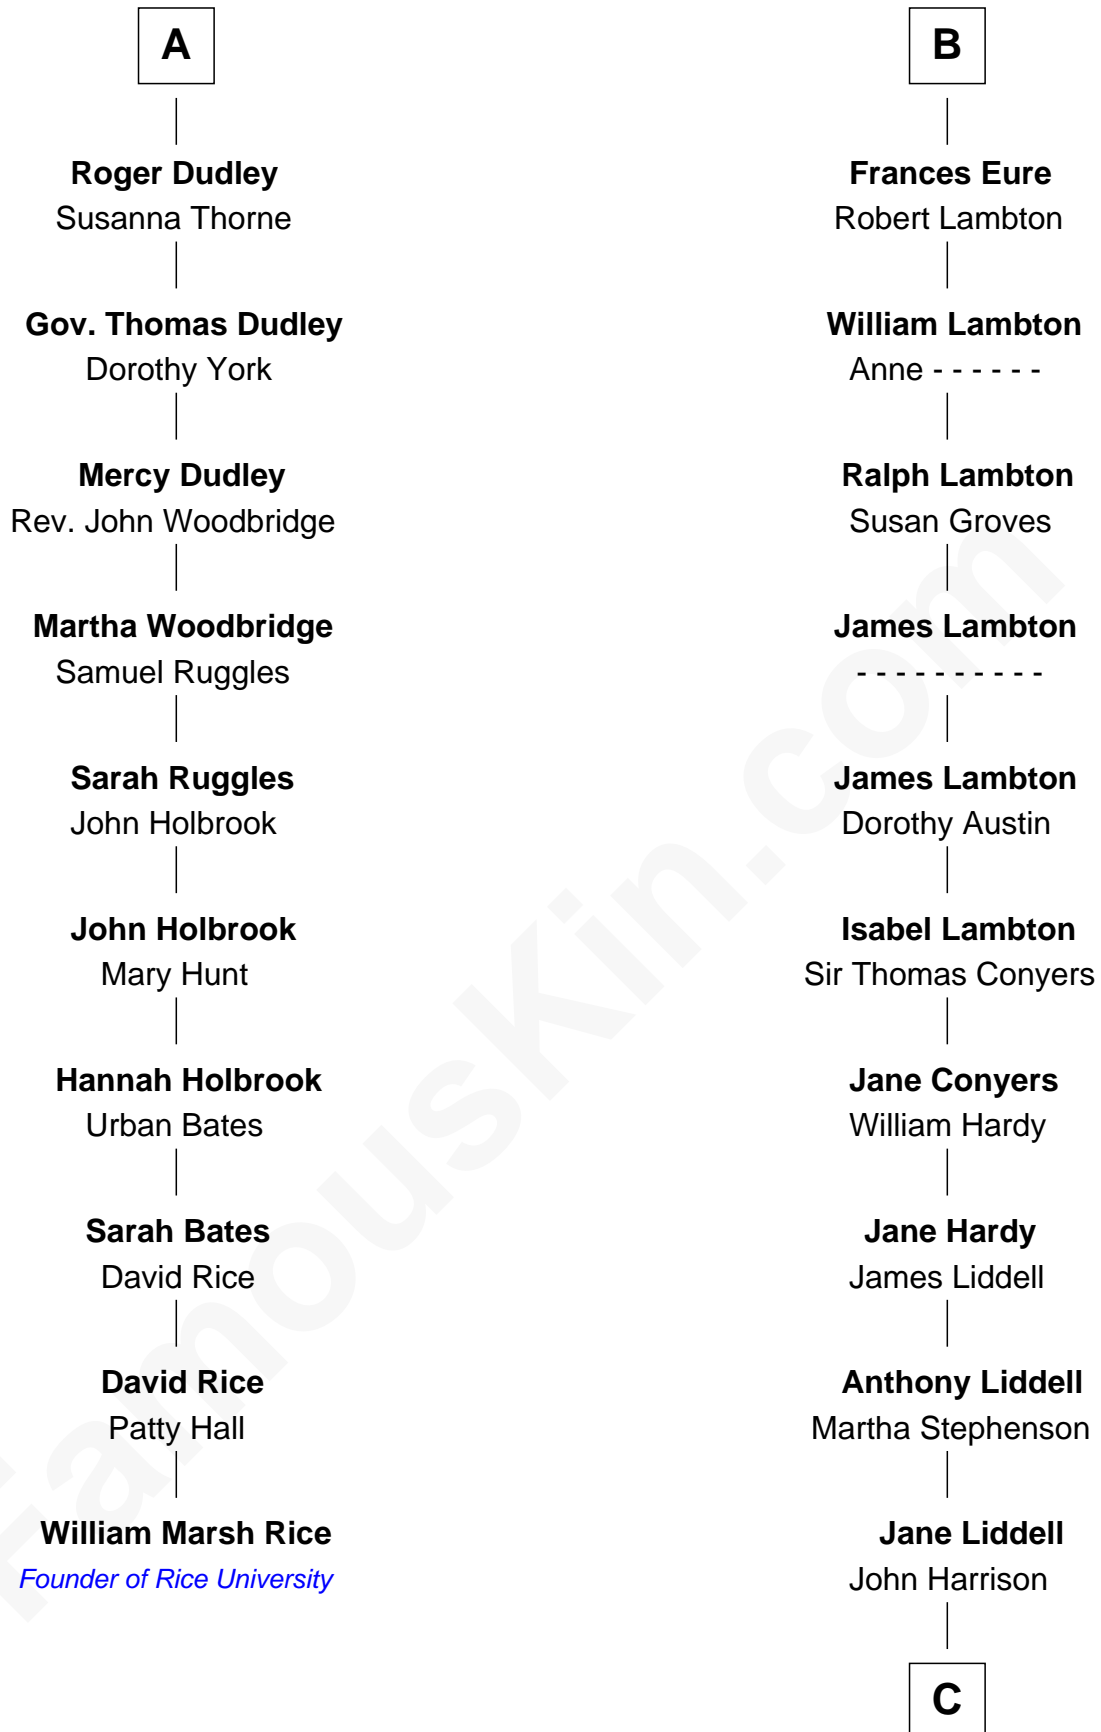 A
Roger Dudley
Susanna Thorne
Gov. Thomas Dudley
Dorothy York
Mercy Dudley
Rev. John Woodbridge
Martha Woodbridge
Samuel Ruggles
Sarah Ruggles
John Holbrook
John Holbrook
Mary Hunt
Hannah Holbrook
Urban Bates
Sarah Bates
David Rice
David Rice
Patty Hall
William Marsh Rice
Founder of Rice University
B
Frances Eure
Robert Lambton
William Lambton
Anne - - - - - -
Ralph Lambton
Susan Groves
James Lambton
- - - - - - - - - -
James Lambton
Dorothy Austin
Isabel Lambton
Sir Thomas Conyers
Jane Conyers
William Hardy
Jane Hardy
James Liddell
Anthony Liddell
Martha Stephenson
Jane Liddell
John Harrison
C
FamousKin.com